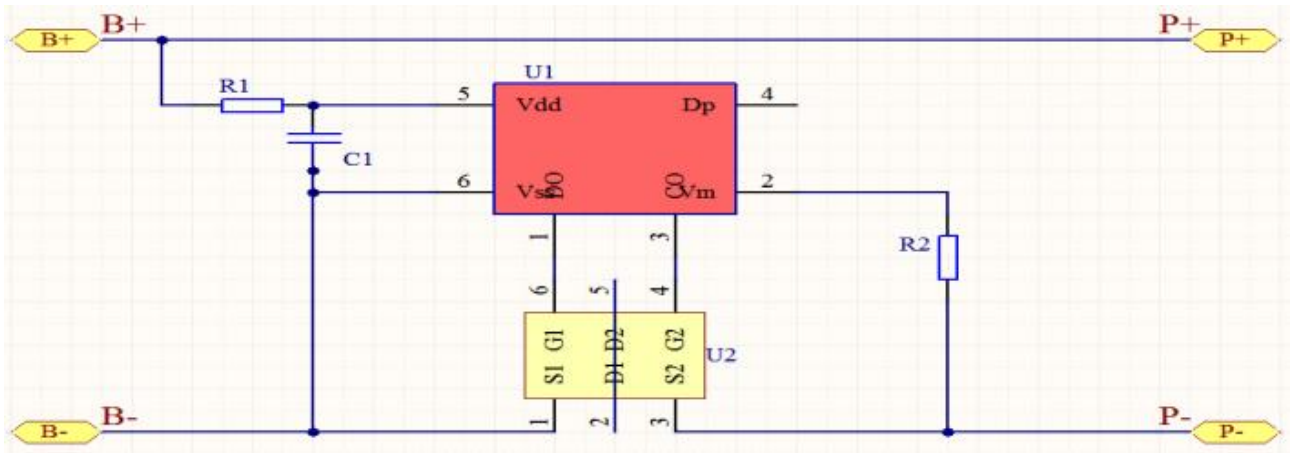 B+ P+
B+ P+
R1 U1
5 Vdd Dp 4
C1
6 Vss DO CO Vm 2
1 3
R2
6 5 4
G1 D2 G2
U2
S1 D1 S2
B- P-
1 2 3
B- P-